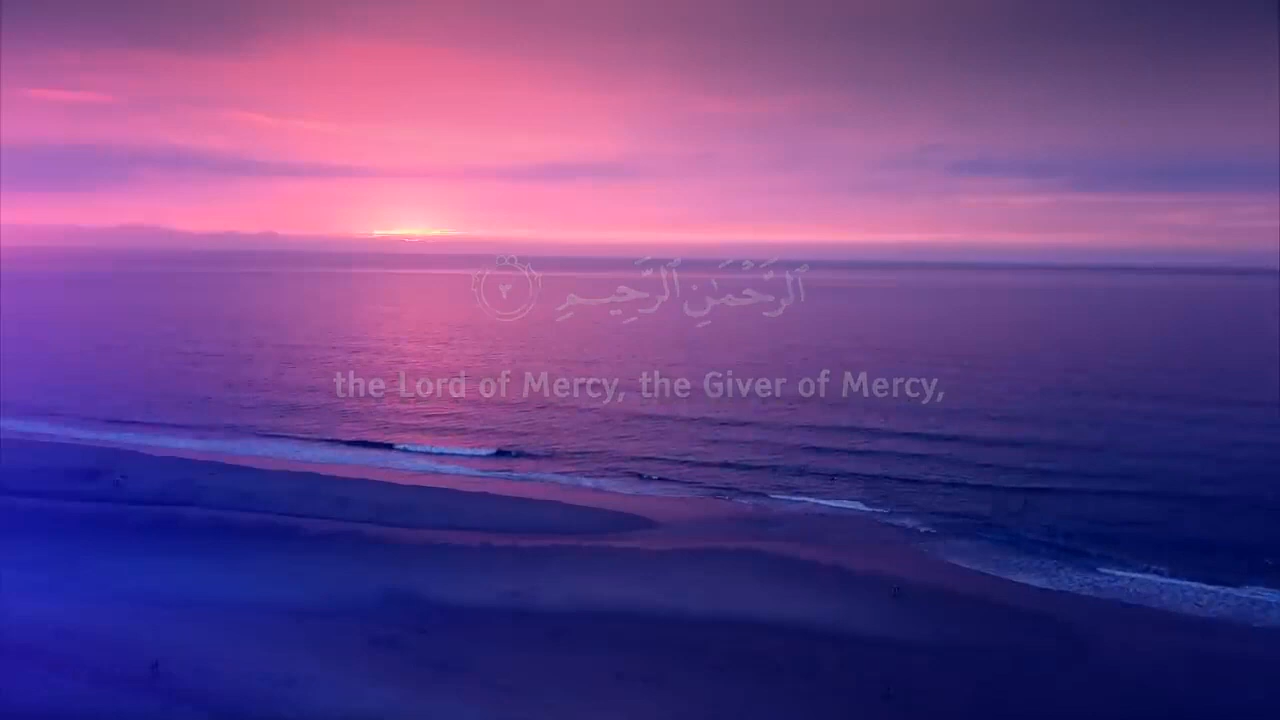 ٱلرَّحْمَـٰنِ ٱلرَّحِيمِ ٣
the Lord of Mercy, the Giver of Mercy,